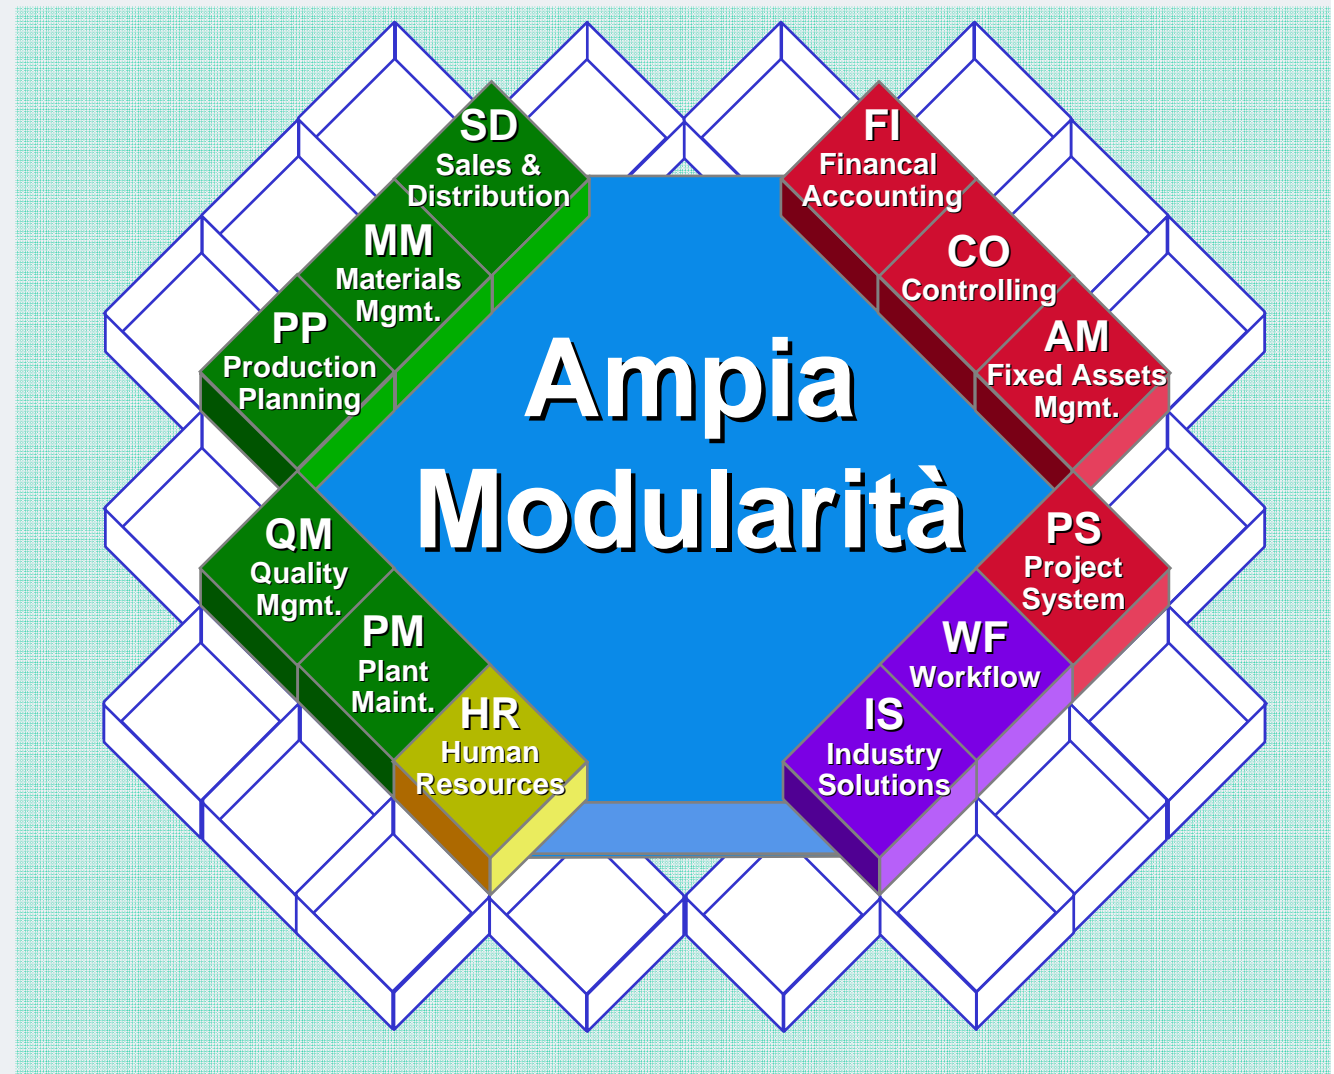 SD
Sales &
Distribution
MM
Materials
Mgmt.
PP
Production
Planning
FI
Financal
Accounting
CO
Controlling
AM
Fixed Assets
Mgmt.
Ampia
Modularità
QM
Quality
Mgmt.
PM
Plant
Maint.
HR
Human
Resources
PS
Project
System
WF
Workflow
IS
Industry
Solutions